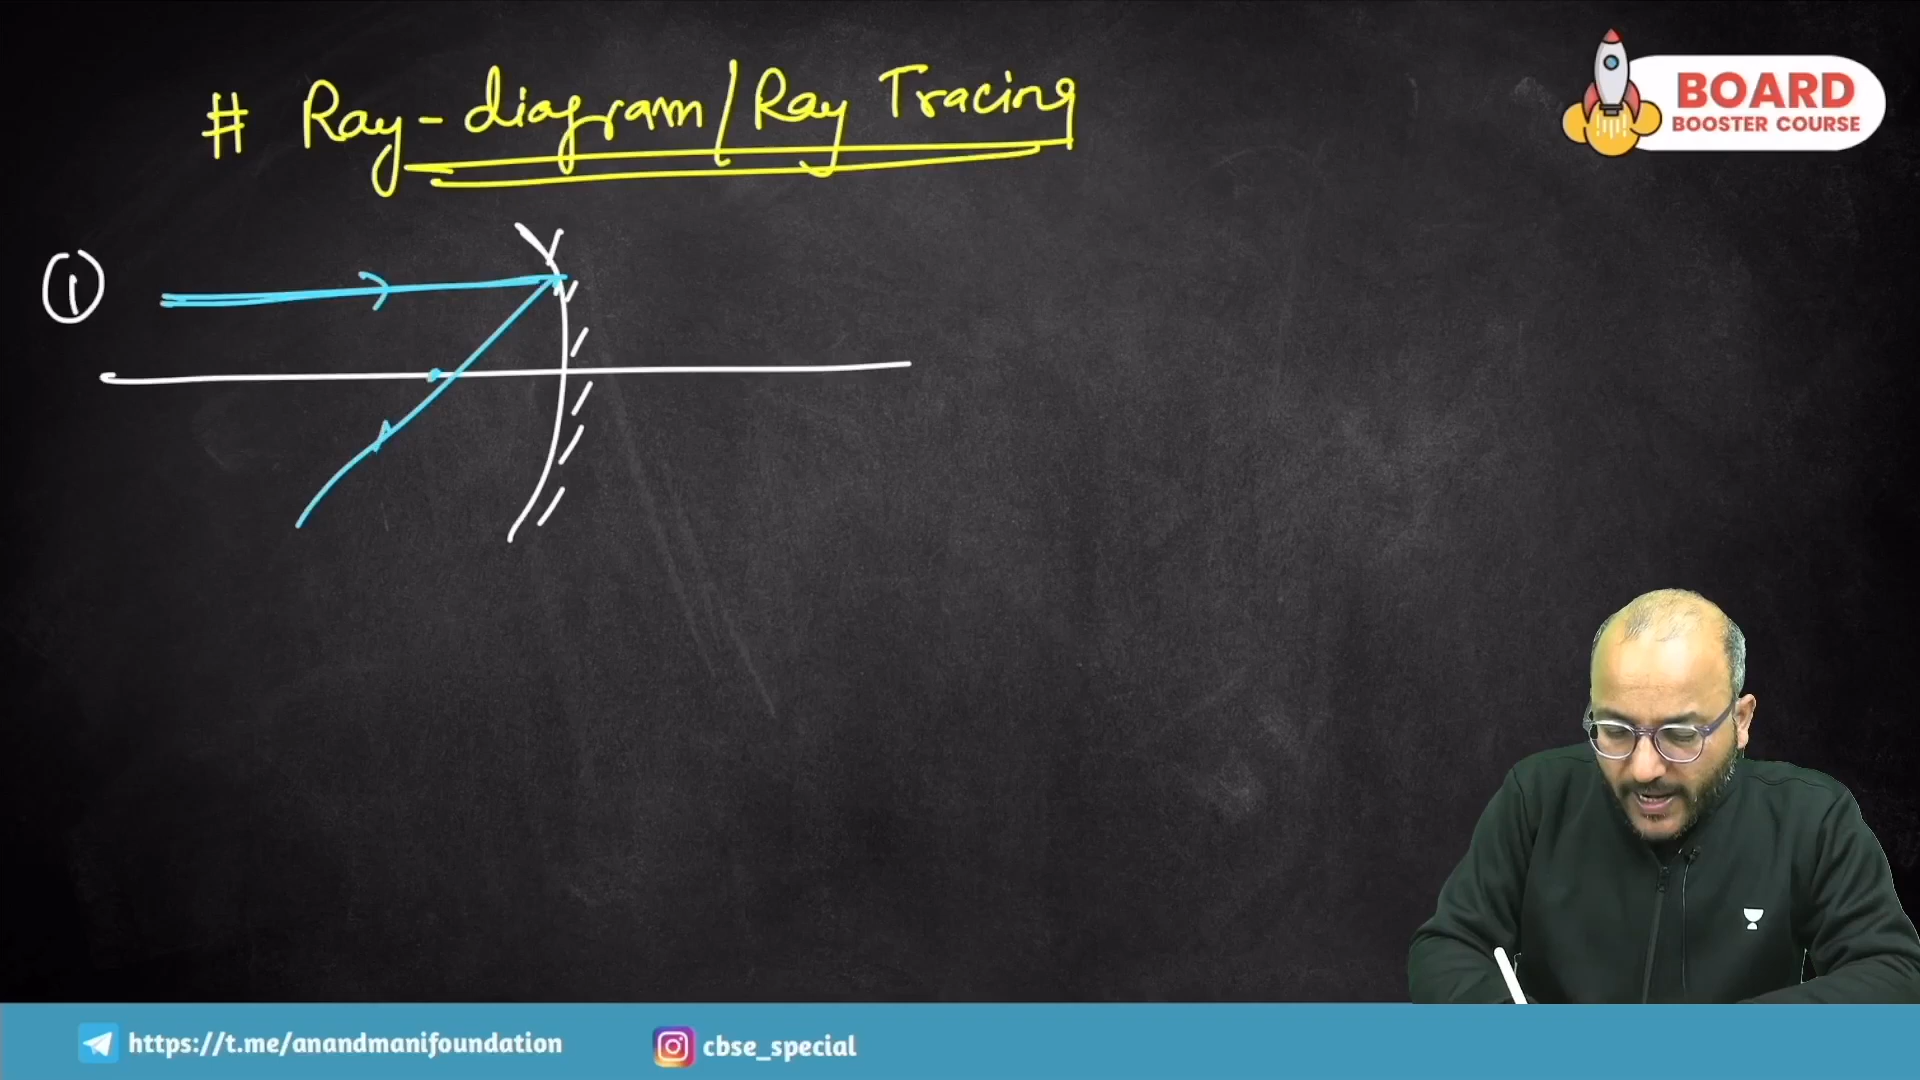 # Ray-diagram/Ray Tracing
BOARD
BOOSTER COURSE
①
https://t.me/anandmanifoundation
cbse_special